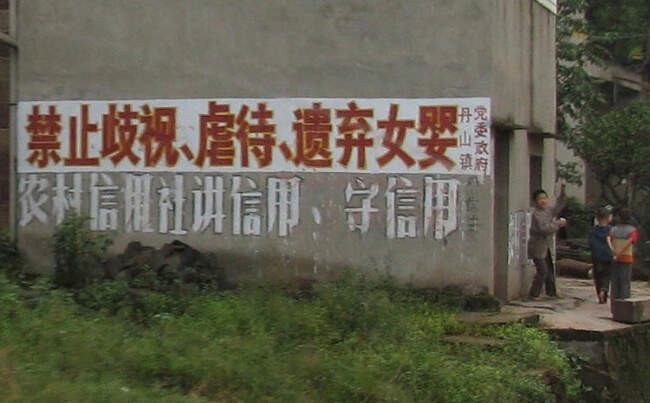 禁止歧视、虐待、遗弃女婴
丹山镇
党委政府
农村信用社讲信用、守信用